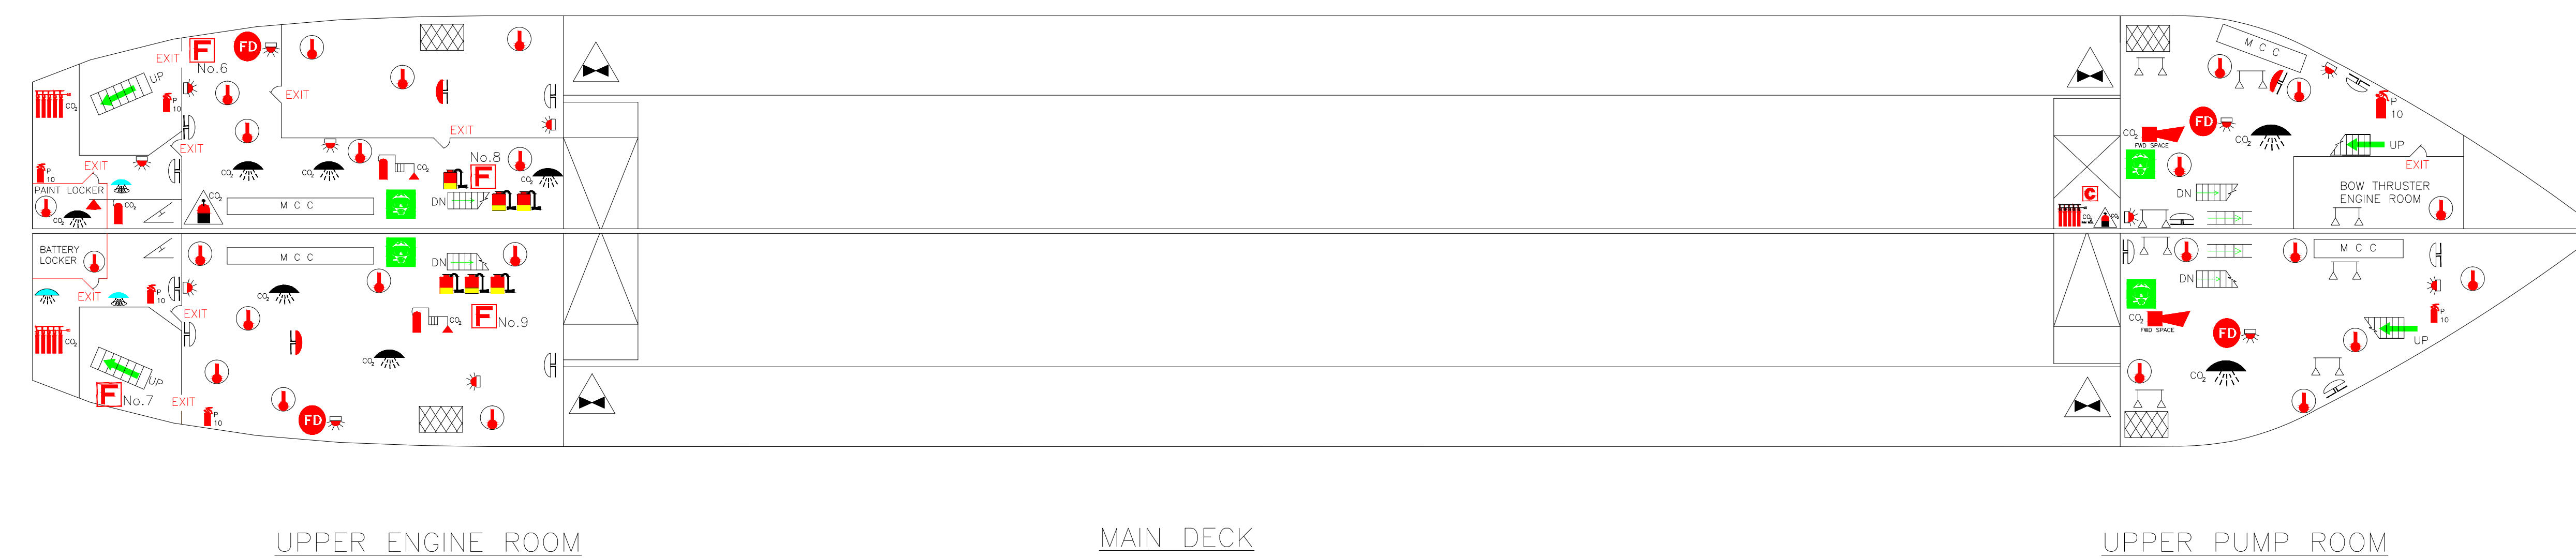 EXIT
F
No.6
FD
UP
CO2
P
10
EXIT
EXIT
EXIT
EXIT
P
10
PAINT LOCKER
CO2
CO2
CO2
CO2
CO2
M C C
CO2
No.8
F
CO2
DN
BATTERY
LOCKER
EXIT
P
10
CO2
UP
F
No.7
EXIT
EXIT
P
10
M C C
CO2
CO2
CO2
DN
F
No.9
FD
C
CO2
CO2
M C C
P
10
CO2
FWD SPACE
FD
CO2
UP
EXIT
DN
BOW THRUSTER
ENGINE ROOM
M C C
DN
CO2
FWD SPACE
FD
CO2
P
10
UP
UPPER ENGINE ROOM
MAIN DECK
UPPER PUMP ROOM